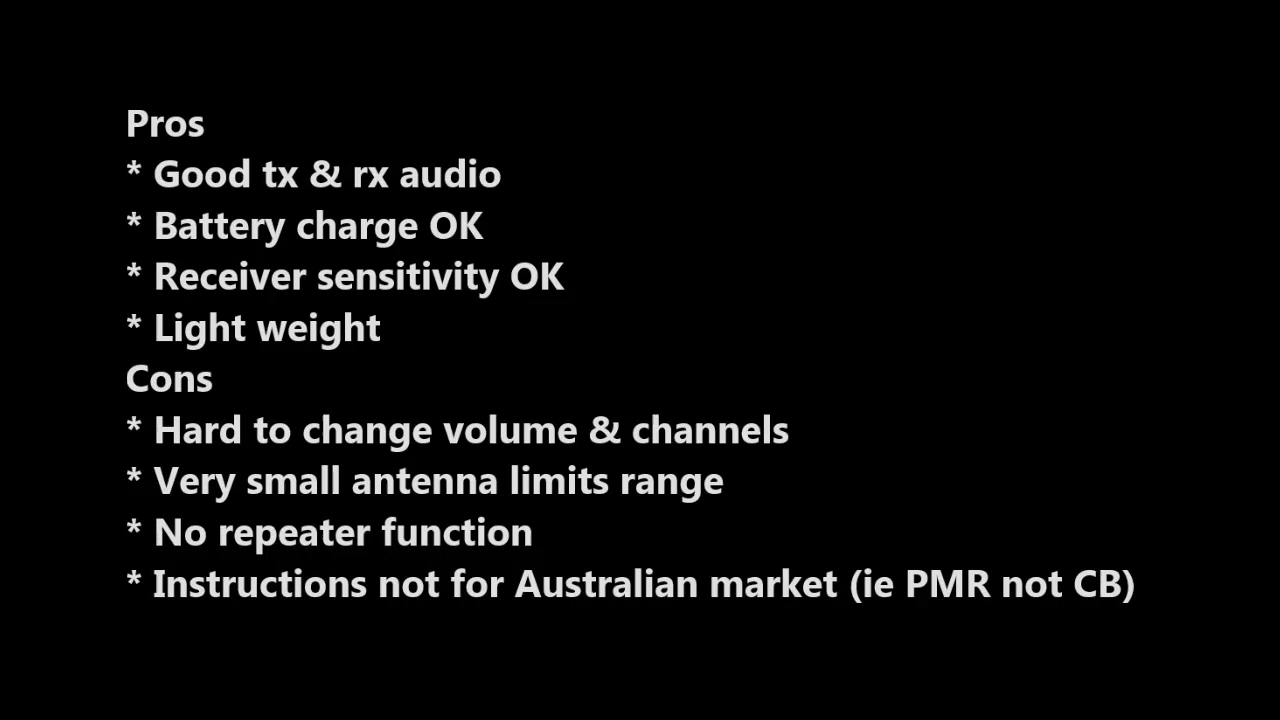 Pros
* Good tx & rx audio
* Battery charge OK
* Receiver sensitivity OK
* Light weight
Cons
* Hard to change volume & channels
* Very small antenna limits range
* No repeater function
* Instructions not for Australian market (ie PMR not CB)